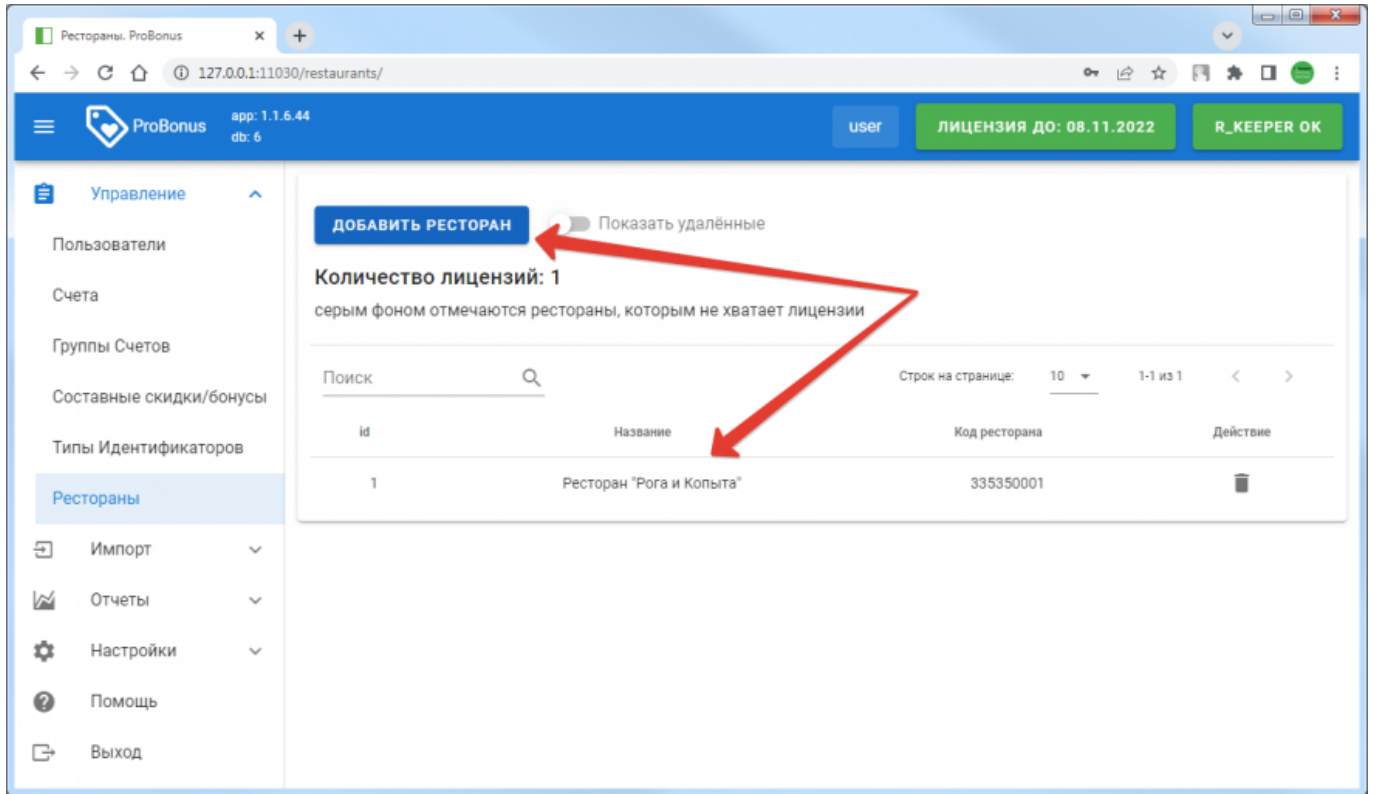 Рестораны. ProBonus
127.0.0.1:11030/restaurants/
ProBonus
app: 1.1.6.44
db: 6
user
ЛИЦЕНЗИЯ ДО: 08.11.2022
R_KEEPER OK
Управление
Пользователи
Счета
Группы Счетов
Составные скидки/бонусы
Типы Идентификаторов
Рестораны
Импорт
Отчеты
Настройки
Помощь
Выход
ДОБАВИТЬ РЕСТОРАН
Показать удалённые
Количество лицензий: 1
серым фоном отмечаются рестораны, которым не хватает лицензии
Поиск
Строк на странице: 10 1-1 из 1
id Название Код ресторана Действие
1 Ресторан "Рога и Копыта" 335350001